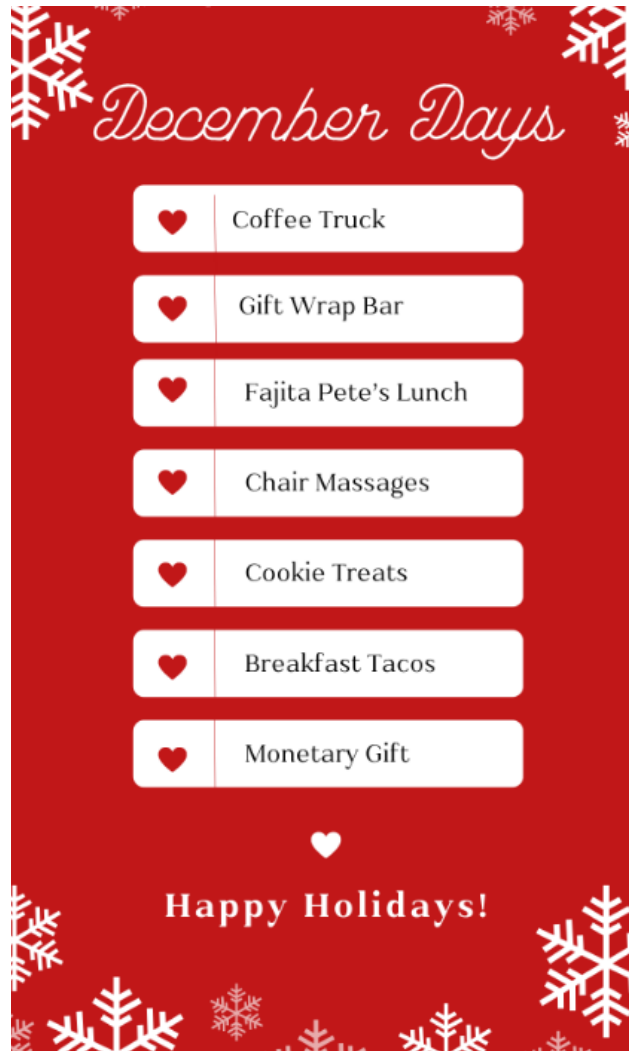 December Days
Coffee Truck
Gift Wrap Bar
Fajita Pete’s Lunch
Chair Massages
Cookie Treats
Breakfast Tacos
Monetary Gift
Happy Holidays!